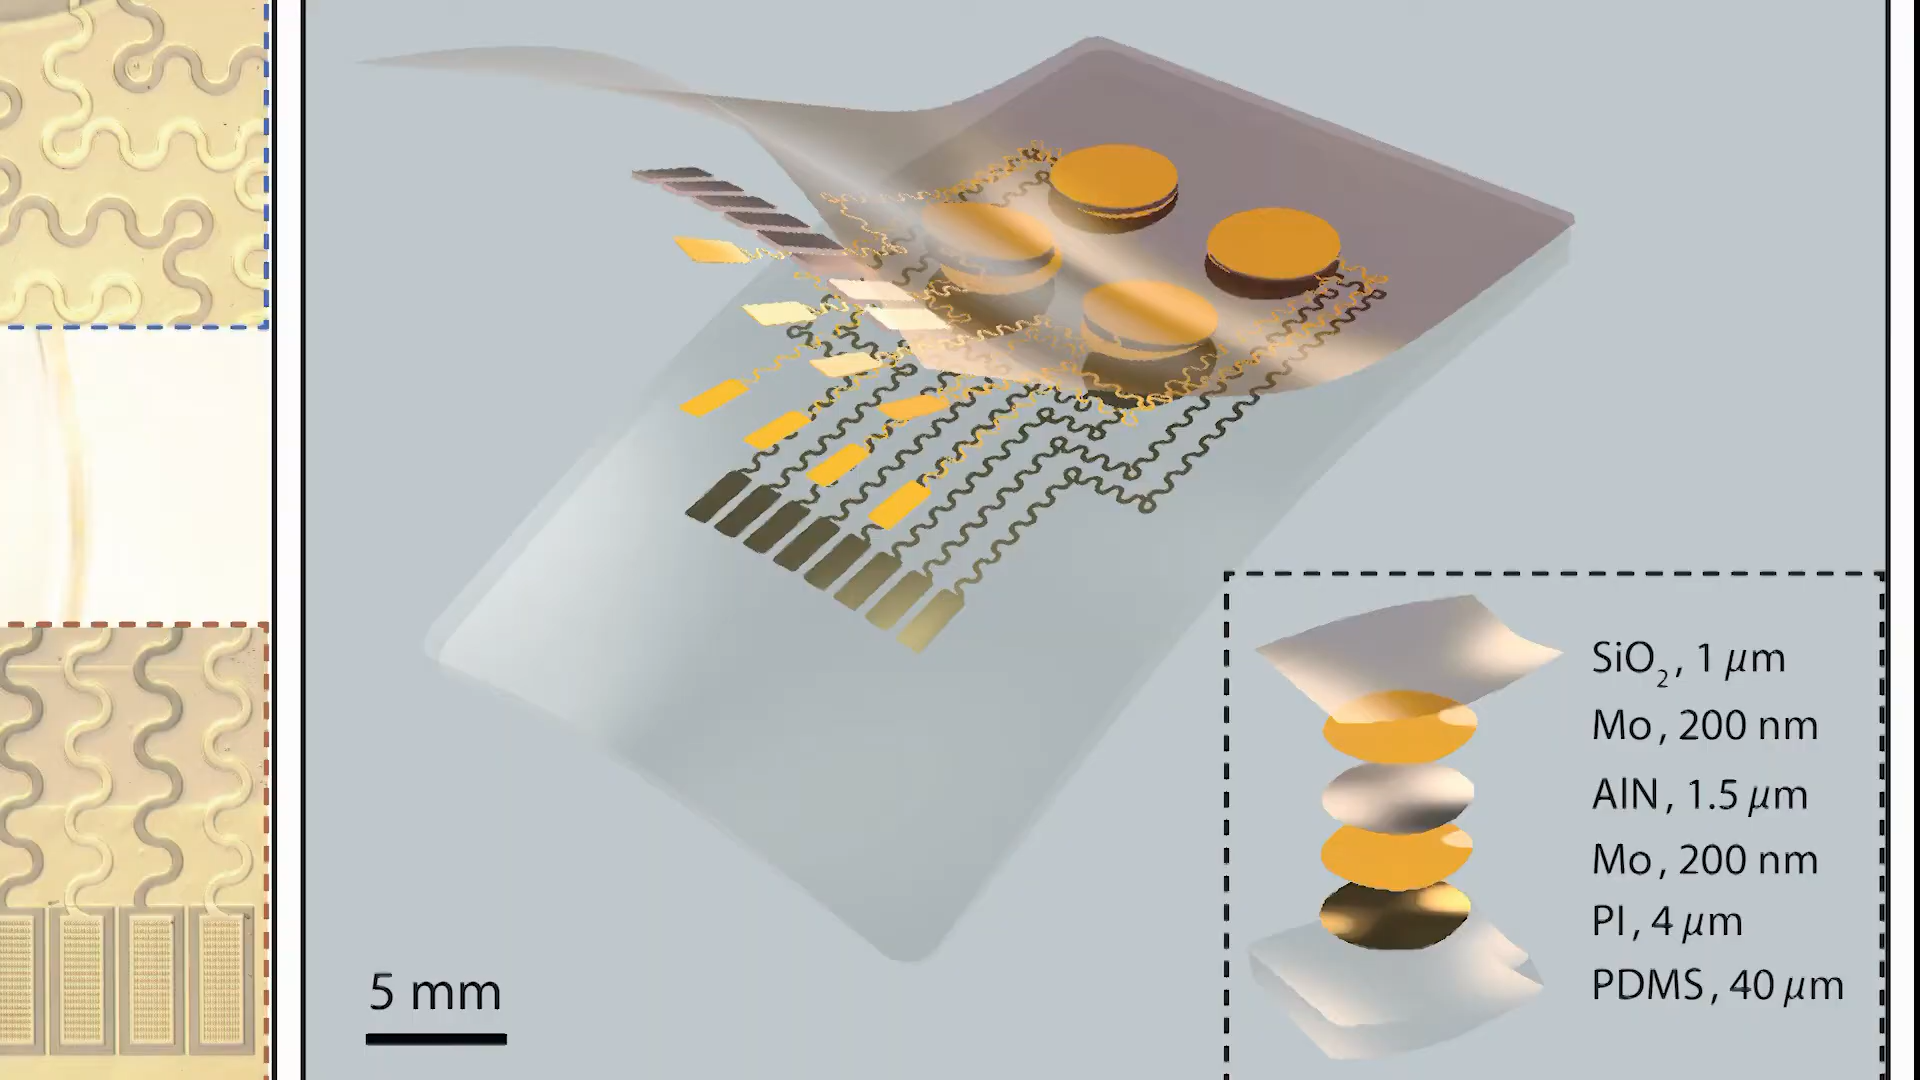 SiO2, 1 μm
Mo, 200 nm
AlN, 1.5 μm
Mo, 200 nm
PI, 4 μm
PDMS, 40 μm
5 mm